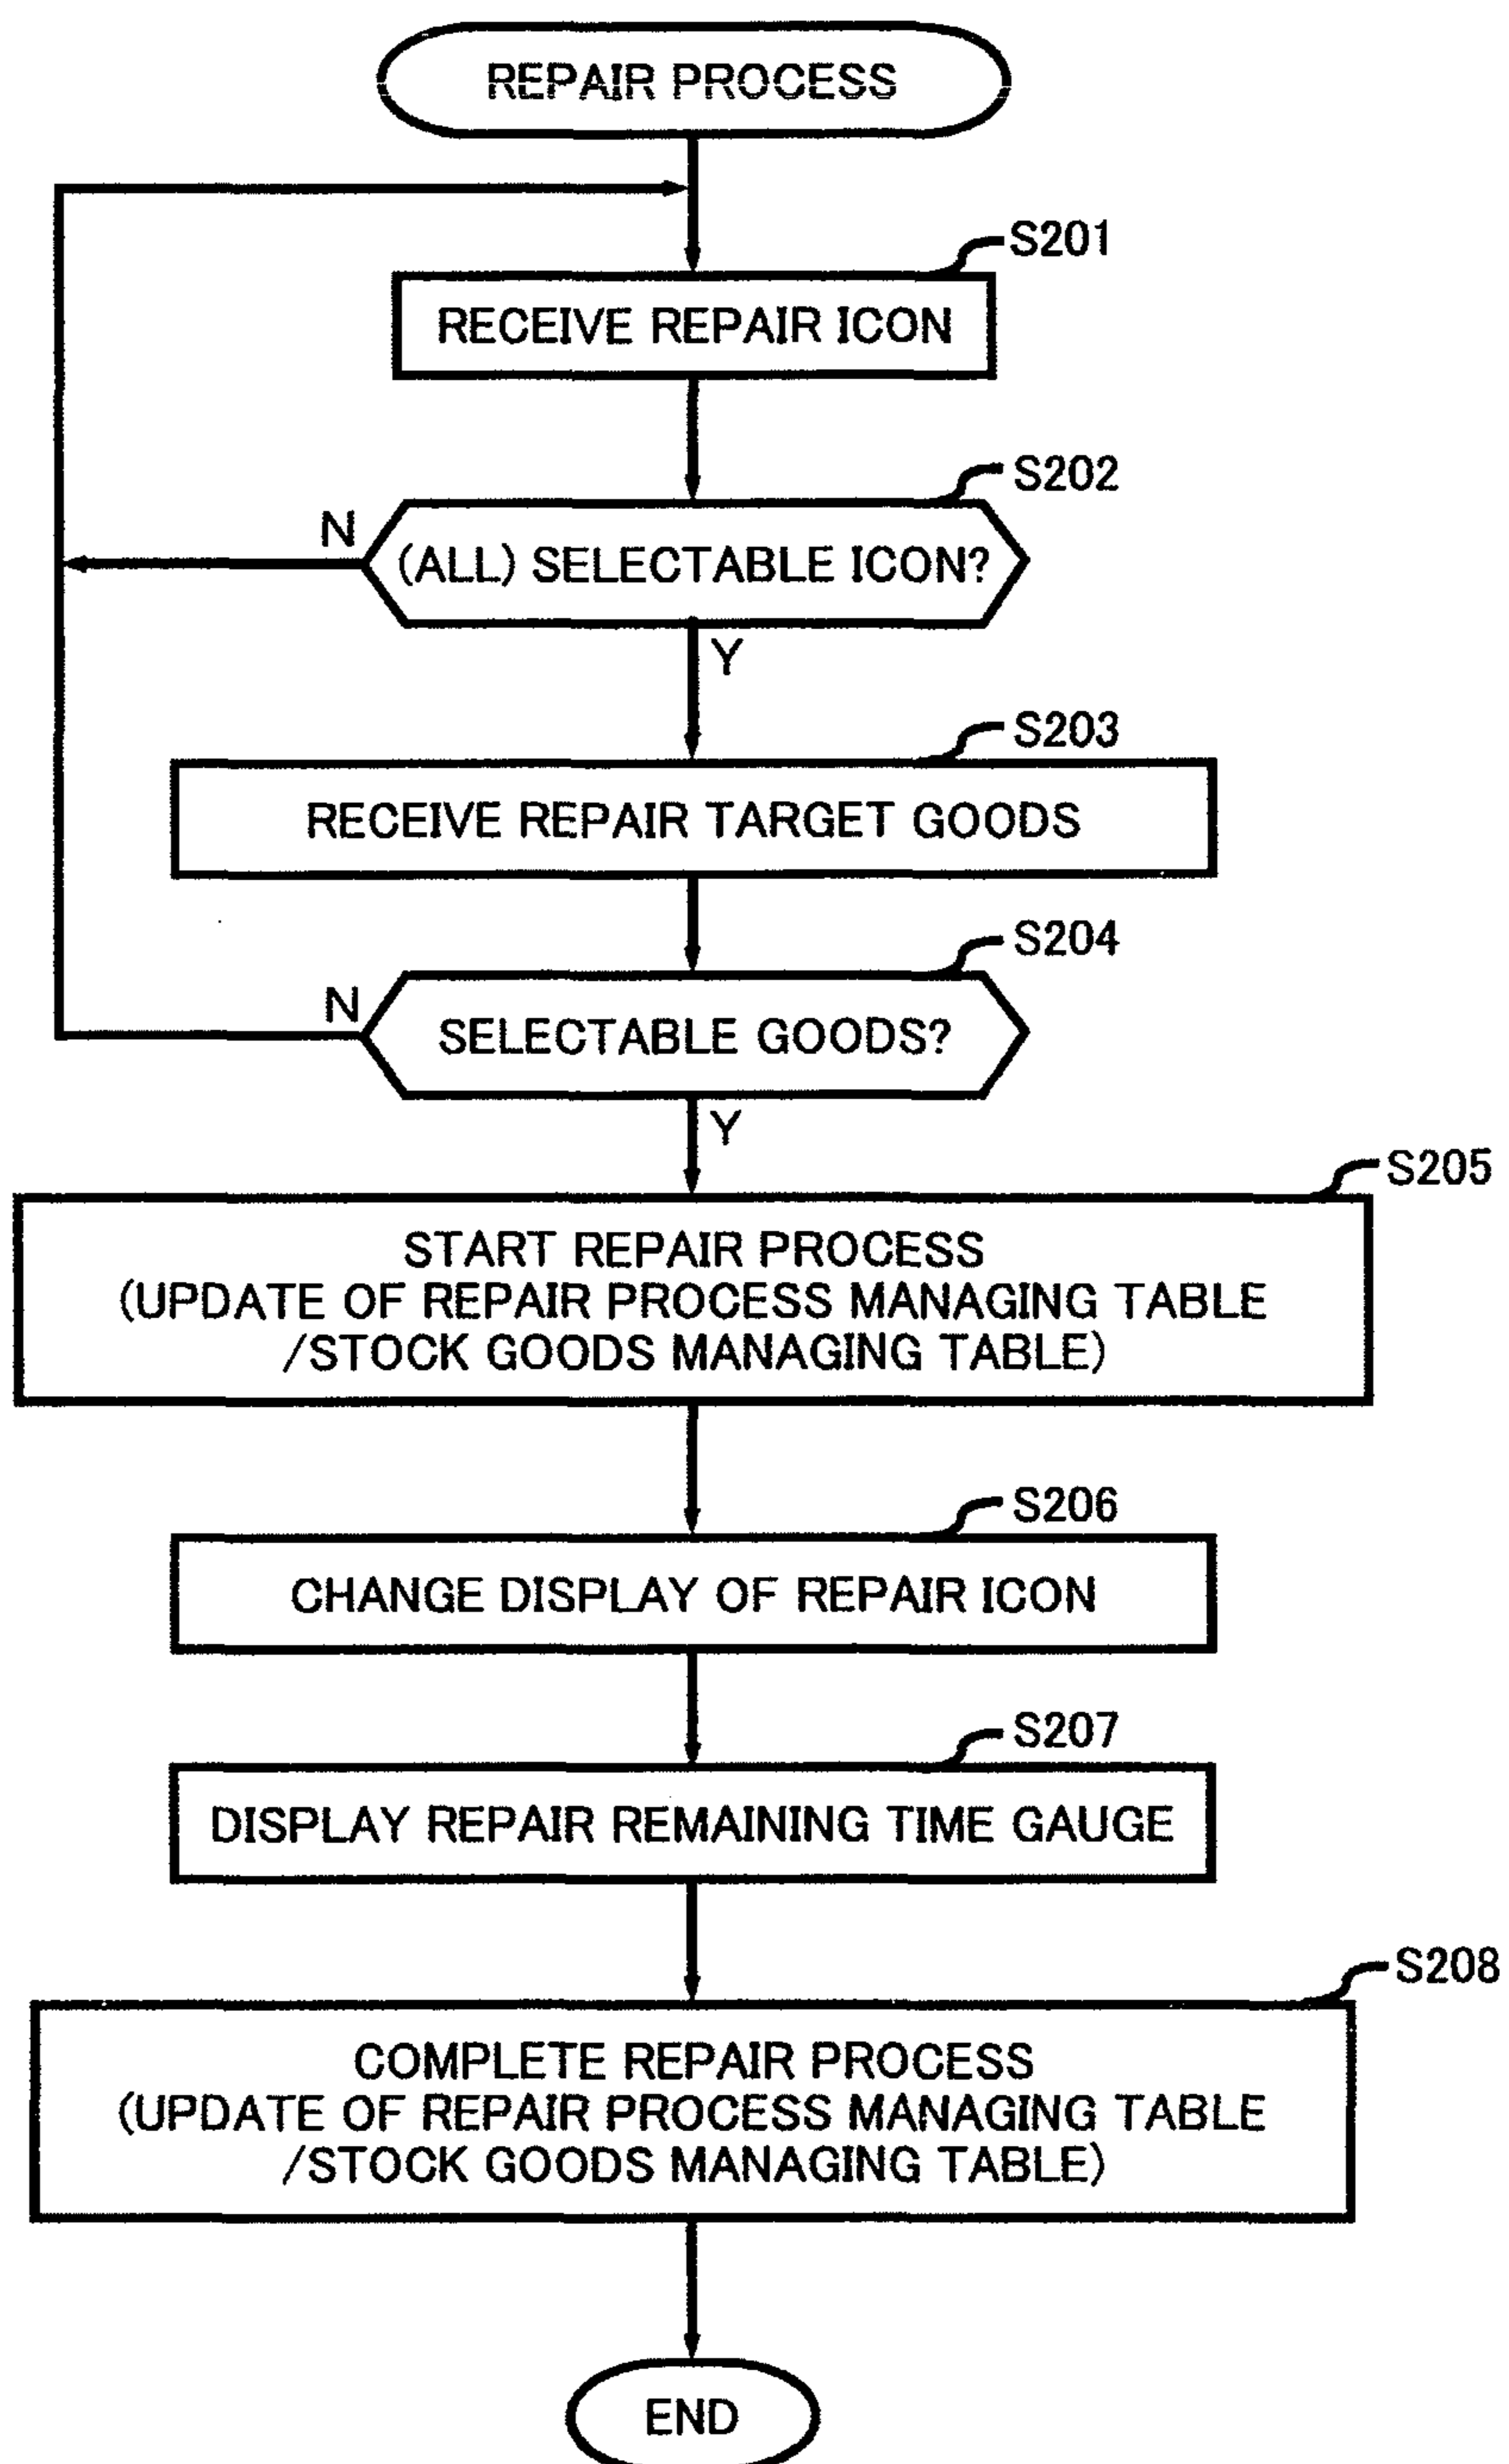 REPAIR PROCESS
S201
RECEIVE REPAIR ICON
S202
N
(ALL) SELECTABLE ICON?
Y
S203
RECEIVE REPAIR TARGET GOODS
S204
N
SELECTABLE GOODS?
Y
S205
START REPAIR PROCESS
(UPDATE OF REPAIR PROCESS MANAGING TABLE
/STOCK GOODS MANAGING TABLE)
S206
CHANGE DISPLAY OF REPAIR ICON
S207
DISPLAY REPAIR REMAINING TIME GAUGE
S208
COMPLETE REPAIR PROCESS
(UPDATE OF REPAIR PROCESS MANAGING TABLE
/STOCK GOODS MANAGING TABLE)
END